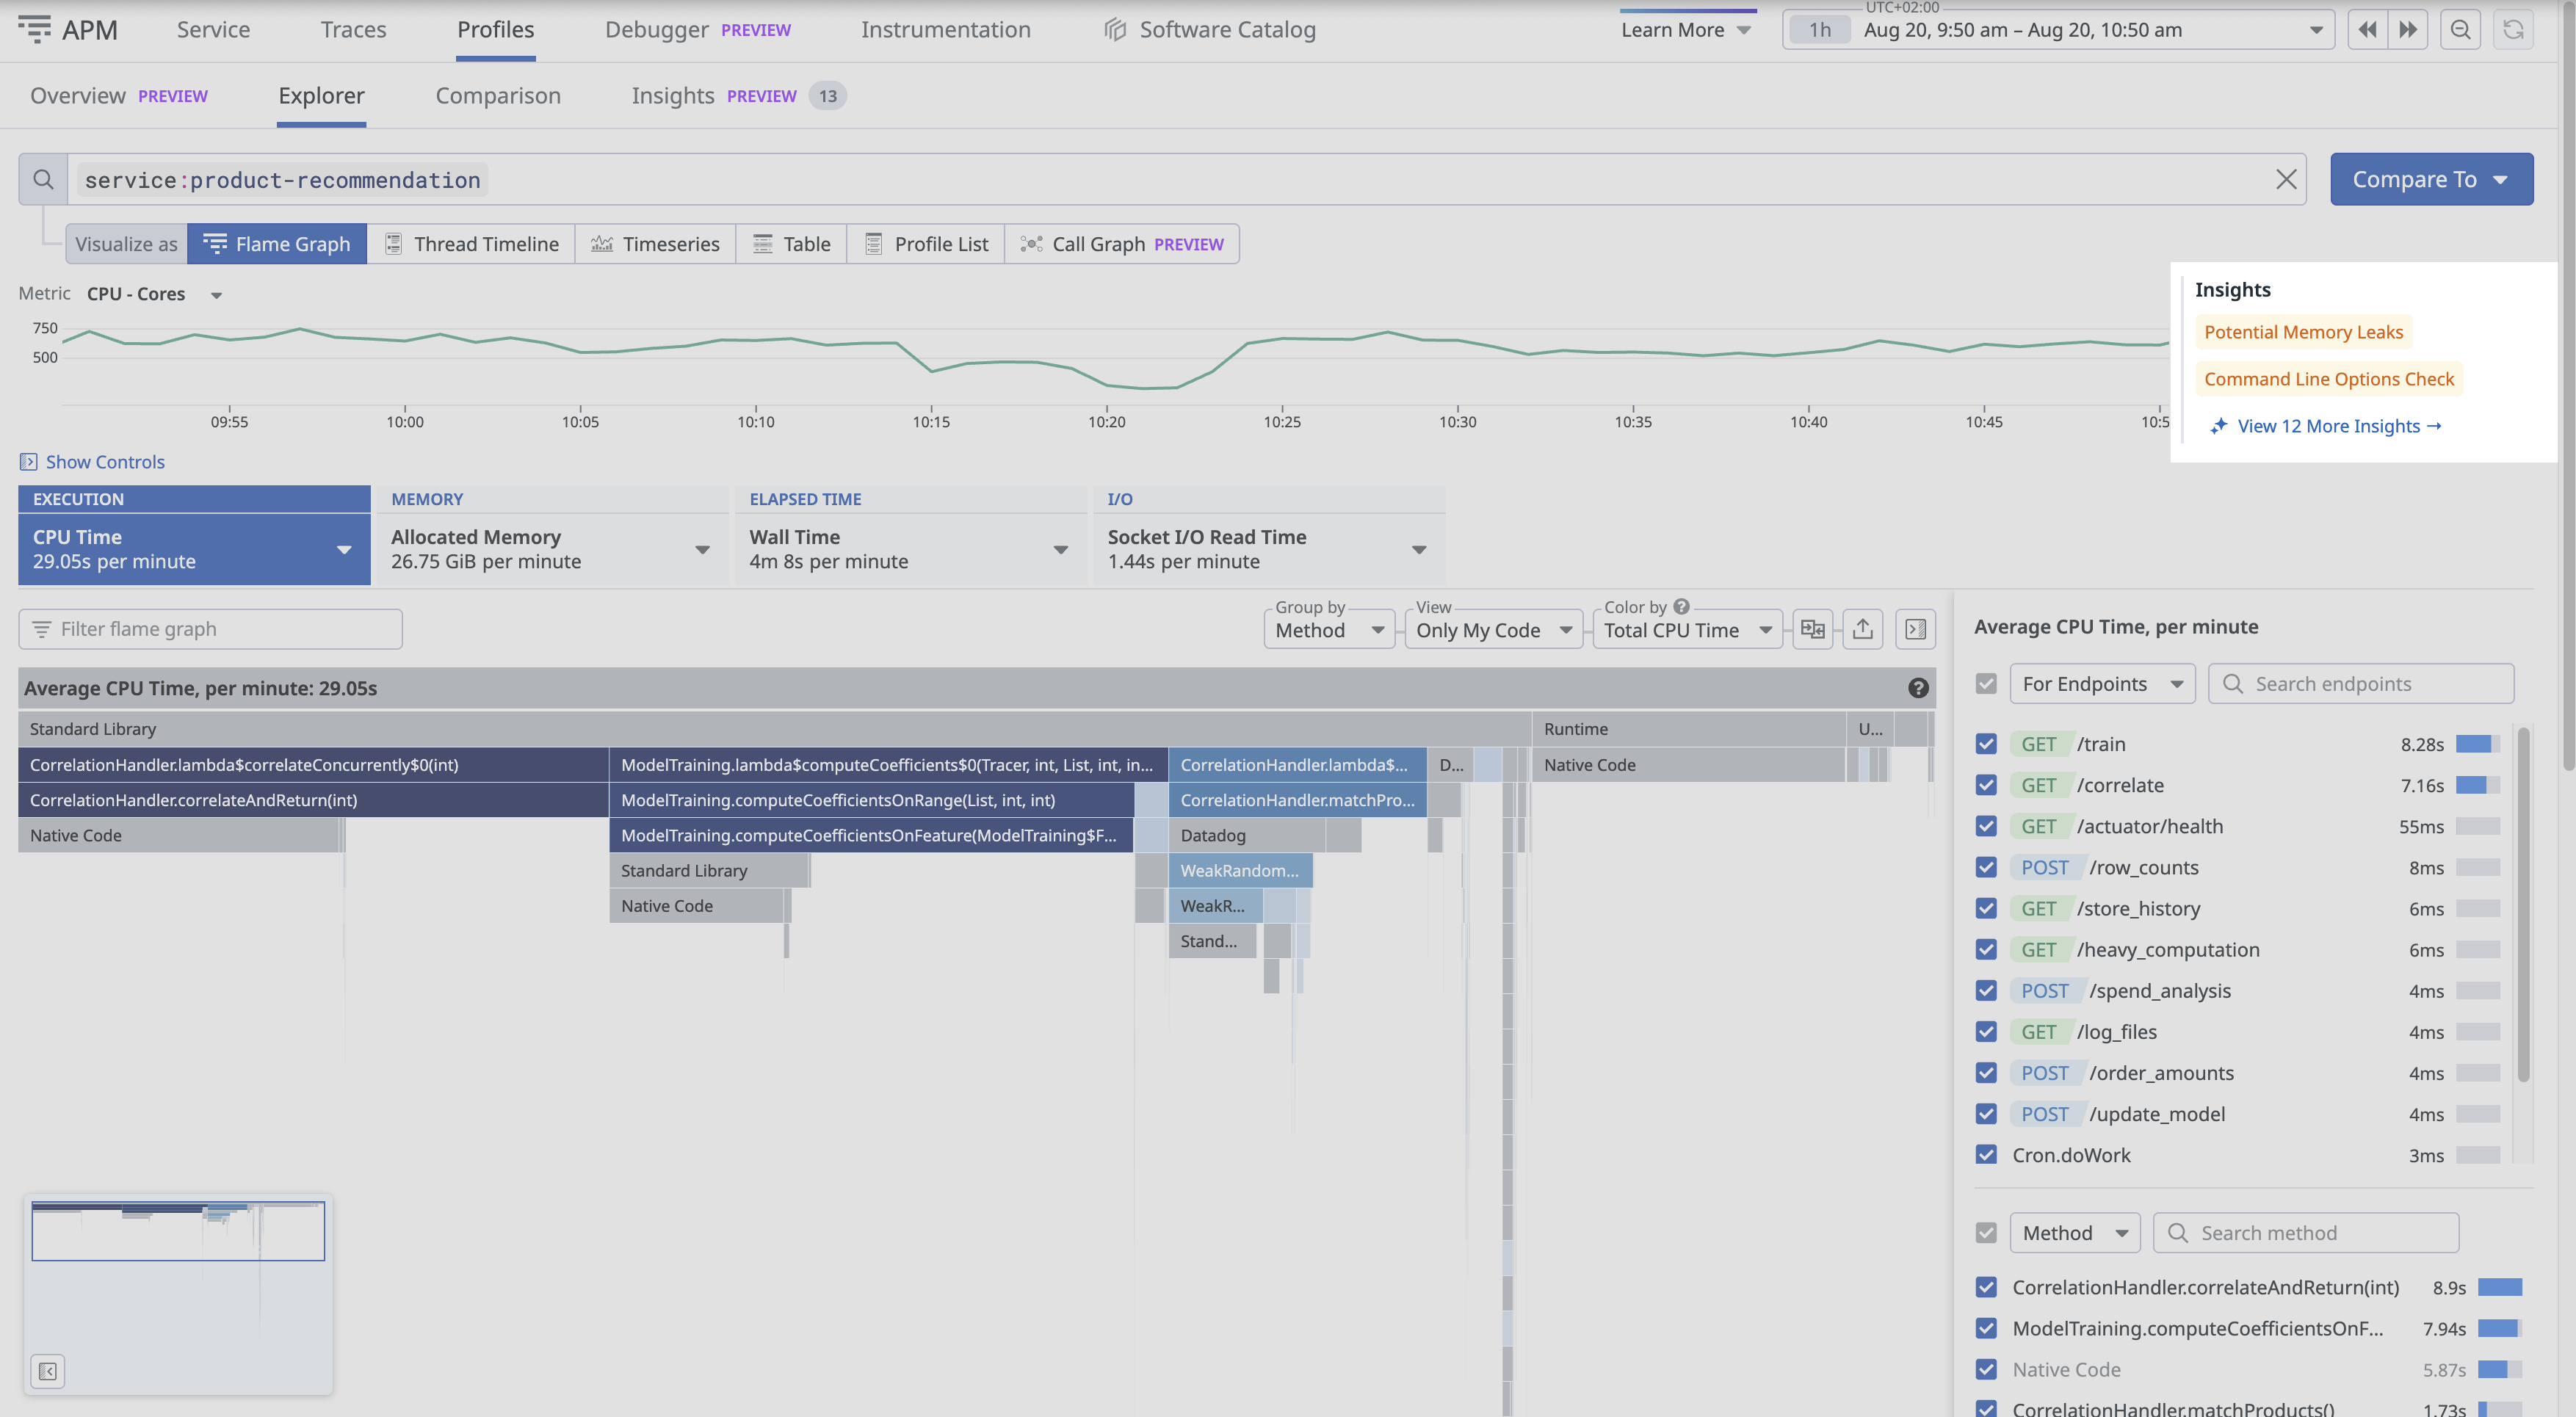 APM Service Traces Profiles Debugger PREVIEW Instrumentation Software Catalog Learn More UTC+02:00 1h Aug 20, 9:50 am – Aug 20, 10:50 am
Overview PREVIEW Explorer Comparison Insights PREVIEW 13
service:product-recommendation Compare To
Visualize as Flame Graph Thread Timeline Timeseries Table Profile List Call Graph PREVIEW
Metric CPU - Cores
750
500
09:55 10:00 10:05 10:10 10:15 10:20 10:25 10:30 10:35 10:40 10:45 10:5
Insights
Potential Memory Leaks
Command Line Options Check
View 12 More Insights →
Show Controls
EXECUTION MEMORY ELAPSED TIME I/O
CPU Time Allocated Memory Wall Time Socket I/O Read Time
29.05s per minute 26.75 GiB per minute 4m 8s per minute 1.44s per minute
Filter flame graph Group by Method View Only My Code Color by Total CPU Time
Average CPU Time, per minute: 29.05s
Standard Library Runtime U...
CorrelationHandler.lambda$correlateConcurrently$0(int) ModelTraining.lambda$computeCoefficients$0(Tracer, int, List, int, in... CorrelationHandler.lambda$... D... Native Code
CorrelationHandler.correlateAndReturn(int) ModelTraining.computeCoefficientsOnRange(List, int, int) CorrelationHandler.matchPro...
Native Code ModelTraining.computeCoefficientsOnFeature(ModelTraining$F... Datadog
Standard Library WeakRandom...
Native Code WeakR...
Stand...
Average CPU Time, per minute
For Endpoints Search endpoints
GET /train 8.28s
GET /correlate 7.16s
GET /actuator/health 55ms
POST /row_counts 8ms
GET /store_history 6ms
GET /heavy_computation 6ms
POST /spend_analysis 4ms
GET /log_files 4ms
POST /order_amounts 4ms
POST /update_model 4ms
Cron.doWork 3ms
Method Search method
CorrelationHandler.correlateAndReturn(int) 8.9s
ModelTraining.computeCoefficientsOnF... 7.94s
Native Code 5.87s
CorrelationHandler.matchProducts() 1.73s